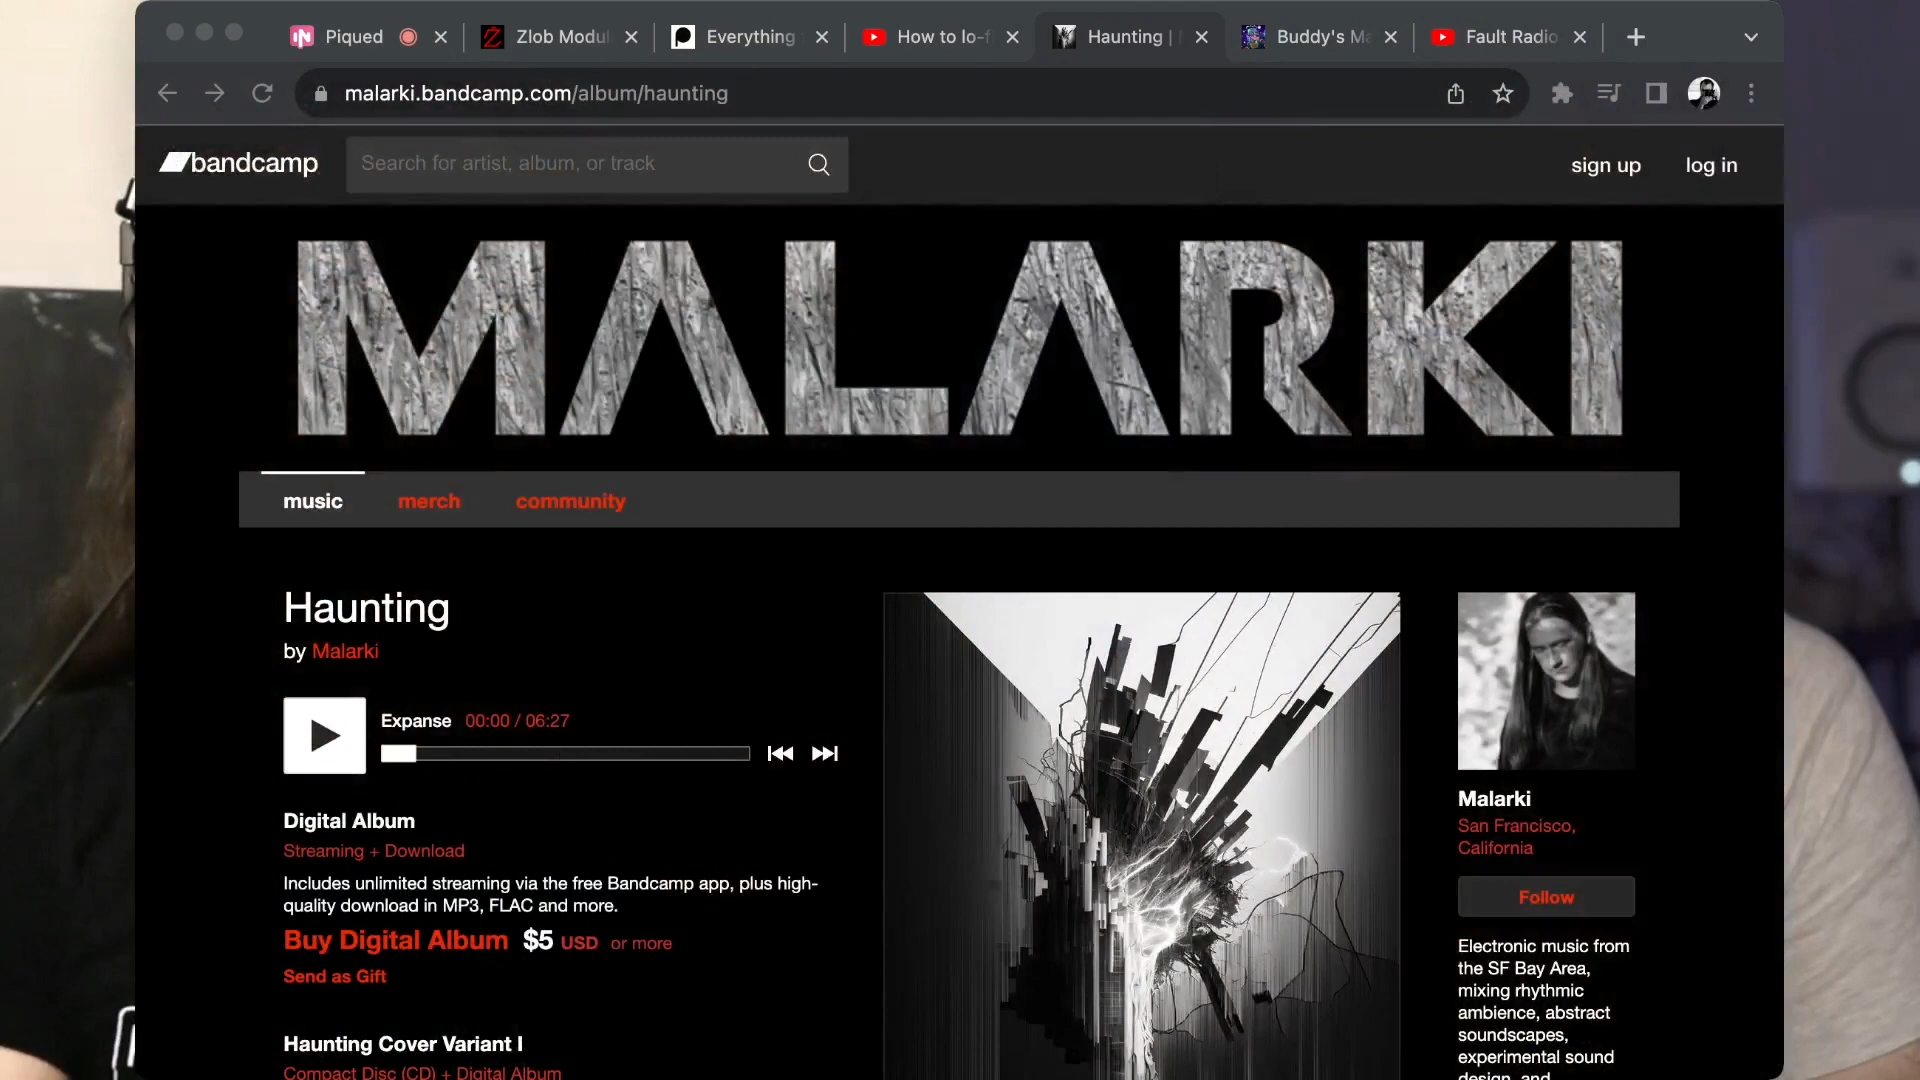 Piqued
Zlob Modul
Everything
How to lo-f
Haunting |
Buddy's Ma
Fault Radio
malarki.bandcamp.com/album/haunting
bandcamp
Search for artist, album, or track
sign up
log in
MALARKI
music
merch
community
Haunting
by Malarki
Expanse 00:00 / 06:27
Digital Album
Streaming + Download
Includes unlimited streaming via the free Bandcamp app, plus high-
quality download in MP3, FLAC and more.
Buy Digital Album $5 USD or more
Send as Gift
Haunting Cover Variant I
Compact Disc (CD) + Digital Album
Malarki
San Francisco,
California
Follow
Electronic music from
the SF Bay Area,
mixing rhythmic
ambience, abstract
soundscapes,
experimental sound
design, and